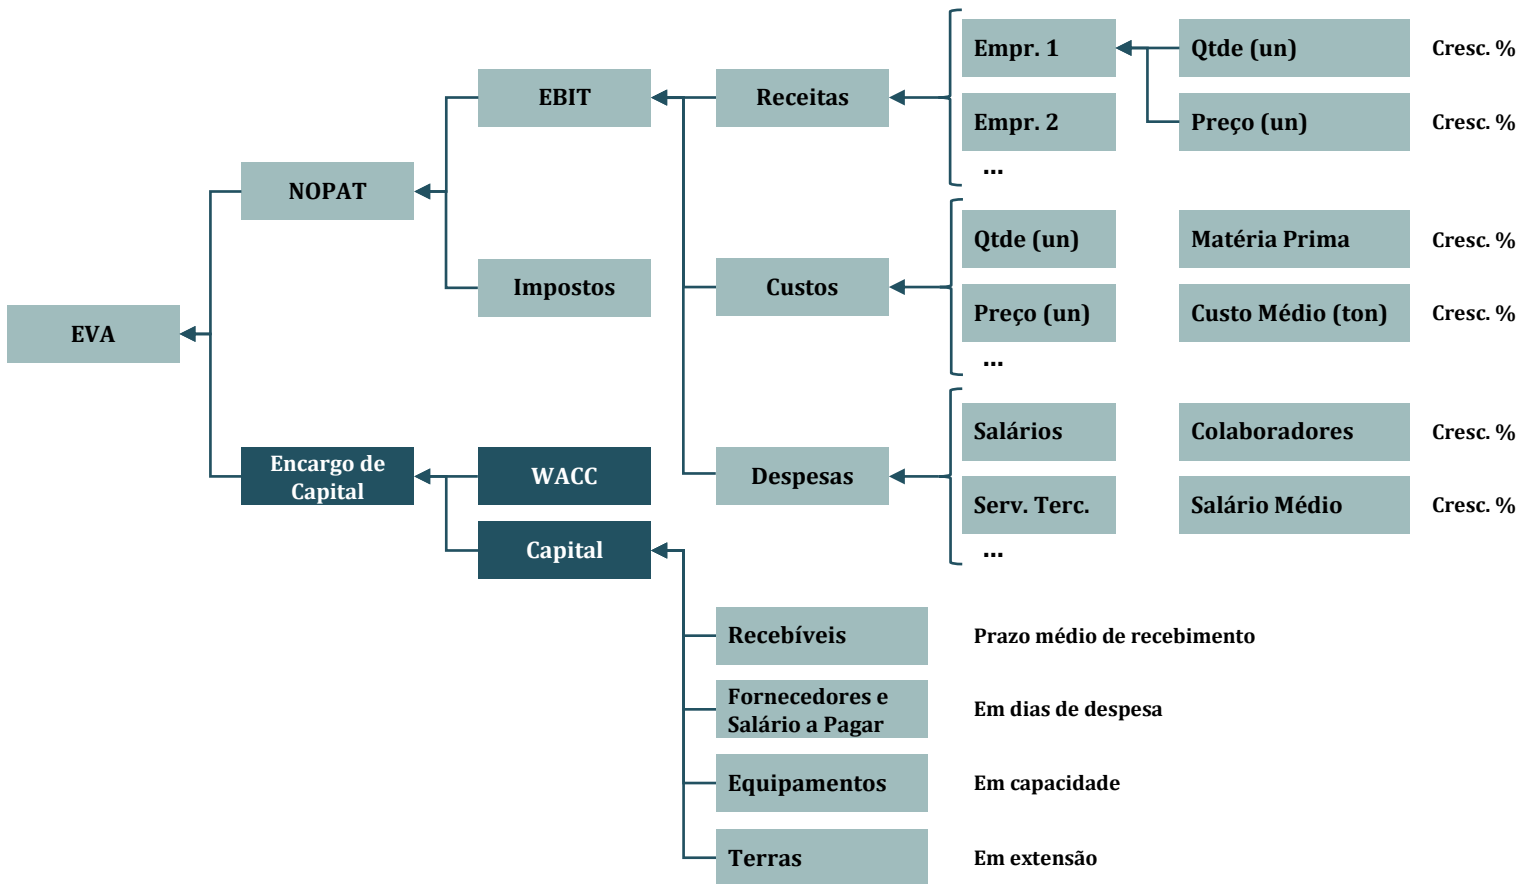 Empr. 1
Qtde (un)
Cresc. %
EBIT
Receitas
Empr. 2
Preço (un)
Cresc. %
...
NOPAT
Qtde (un)
Matéria Prima
Cresc. %
Impostos
Custos
Preço (un)
Custo Médio (ton)
Cresc. %
EVA
...
Salários
Colaboradores
Cresc. %
Encargo de
Capital
WACC
Despesas
Serv. Terc.
Salário Médio
Cresc. %
Capital
...
Recebíveis
Prazo médio de recebimento
Fornecedores e
Salário a Pagar
Em dias de despesa
Equipamentos
Em capacidade
Terras
Em extensão